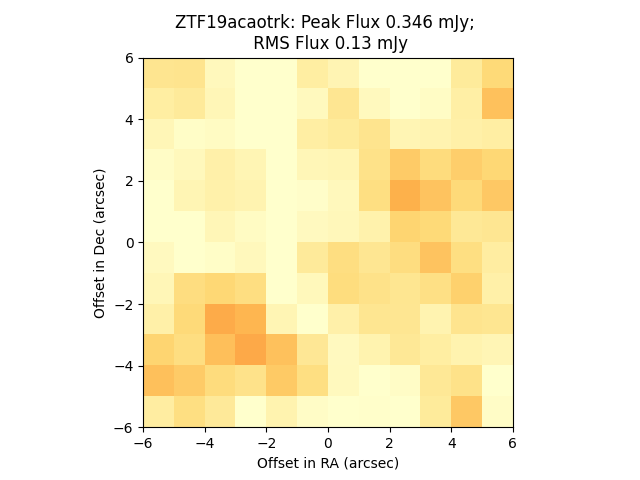 ZTF19acaotrk: Peak Flux 0.346 mJy;
RMS Flux 0.13 mJy
6
4
2
0
−2
−4
−6
Offset in Dec (arcsec)
−6 −4 −2 0 2 4 6
Offset in RA (arcsec)